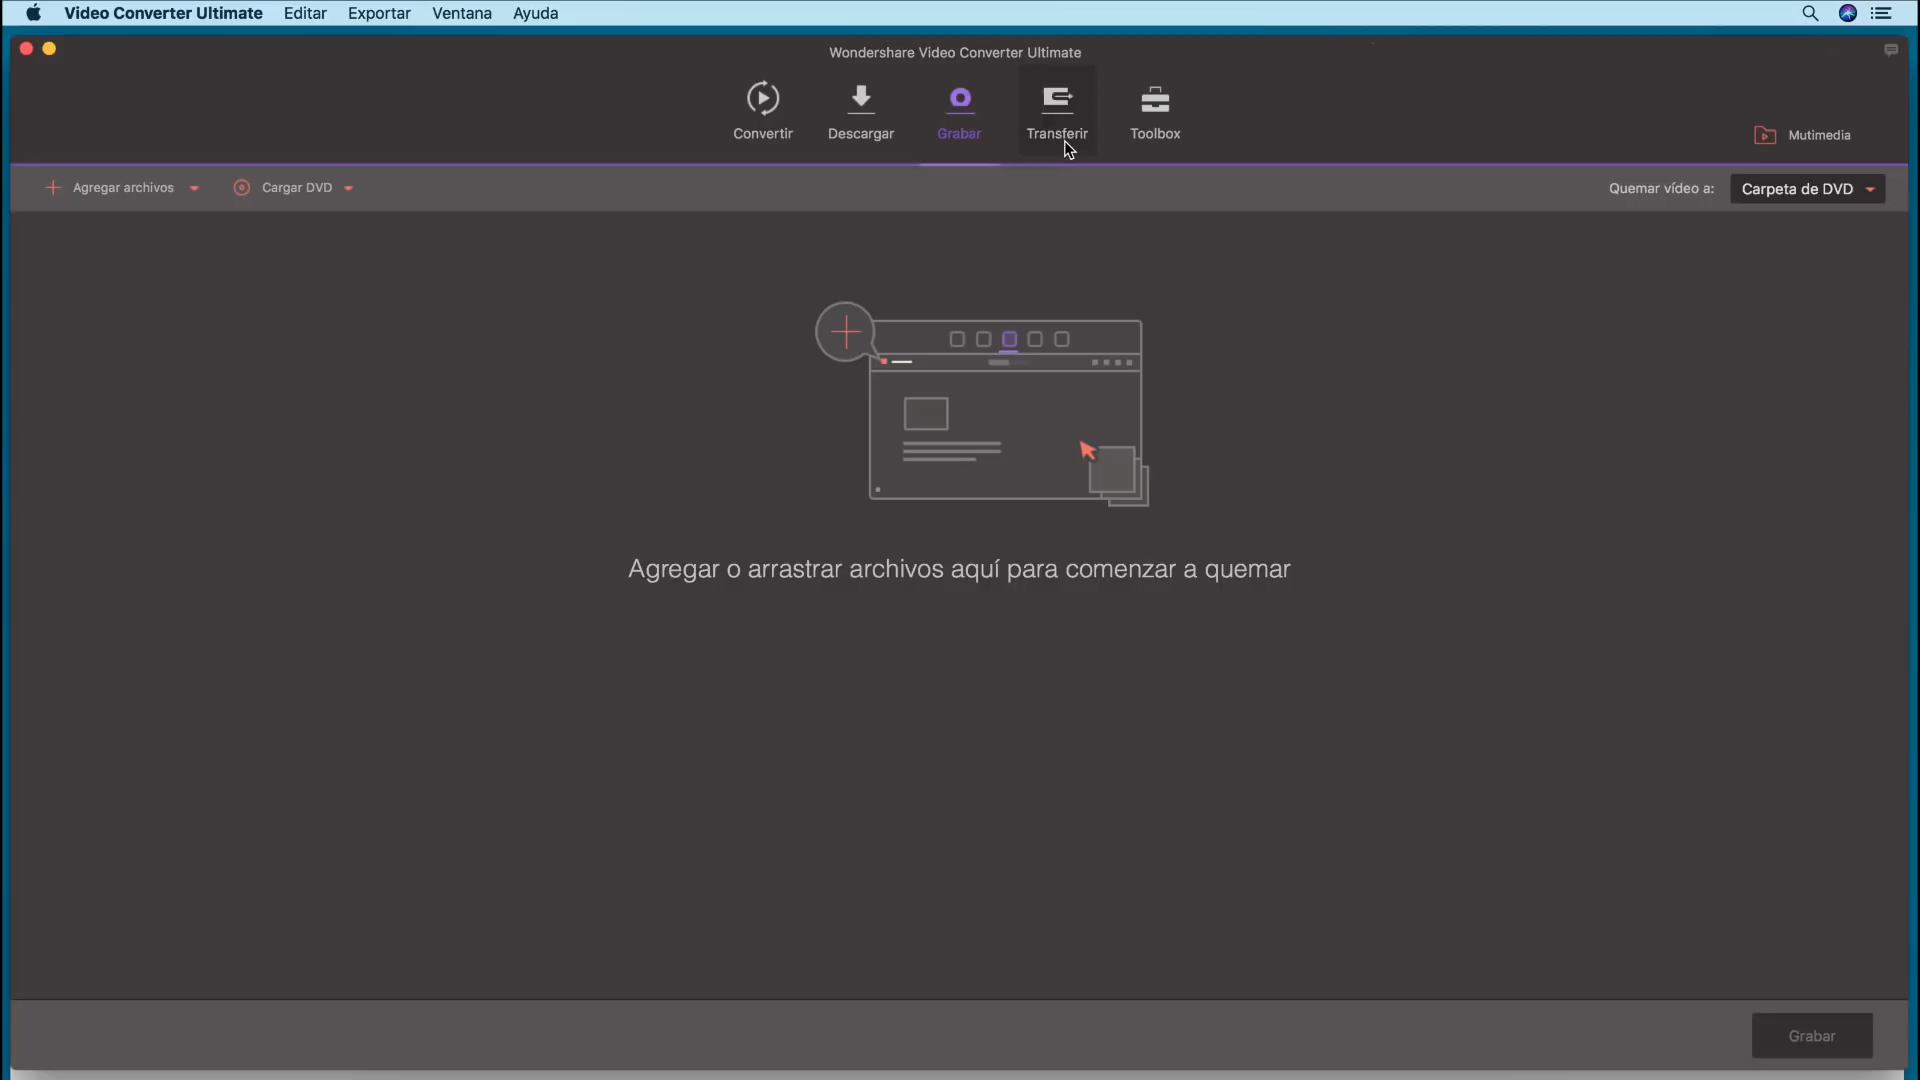 Video Converter Ultimate Editar Exportar Ventana Ayuda
Wondershare Video Converter Ultimate
Convertir Descargar Grabar Transferir Toolbox
Mutimedia
Agregar archivos Cargar DVD Quemar vídeo a: Carpeta de DVD
Agregar o arrastrar archivos aquí para comenzar a quemar
Grabar